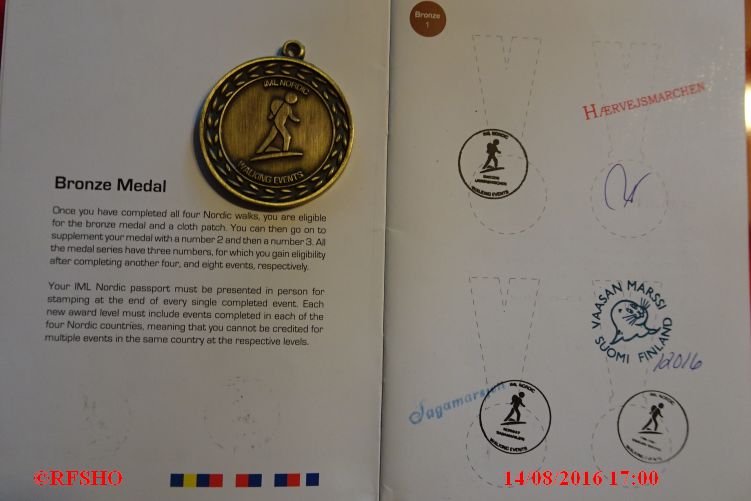 IML NORDIC
WALKING EVENTS
Bronze Medal
Once you have completed all four Nordic walks, you are eligible
for the bronze medal and a cloth patch. You can then go on to
supplement your medal with a number 2 and then a number 3. All
the medal series have three numbers, for which you gain eligibility
after completing another four, and eight events, respectively.
Your IML Nordic passport must be presented in person for
stamping at the end of every single completed event. Each
new award level must include events completed in each of the
four Nordic countries, meaning that you cannot be credited for
multiple events in the same country at the respective levels.
©RFSHO
Bronze
1
HÆRVEJSMARCHEN
IML NORDIC
WALKING EVENTS
VAASAN MARSSI
SUOMI FINLAND
2016
Jagamarsjen
IML NORDIC
NORWAY
WALKING EVENTS
IML NORDIC
WALKING EVENTS
14/08/2016 17:00